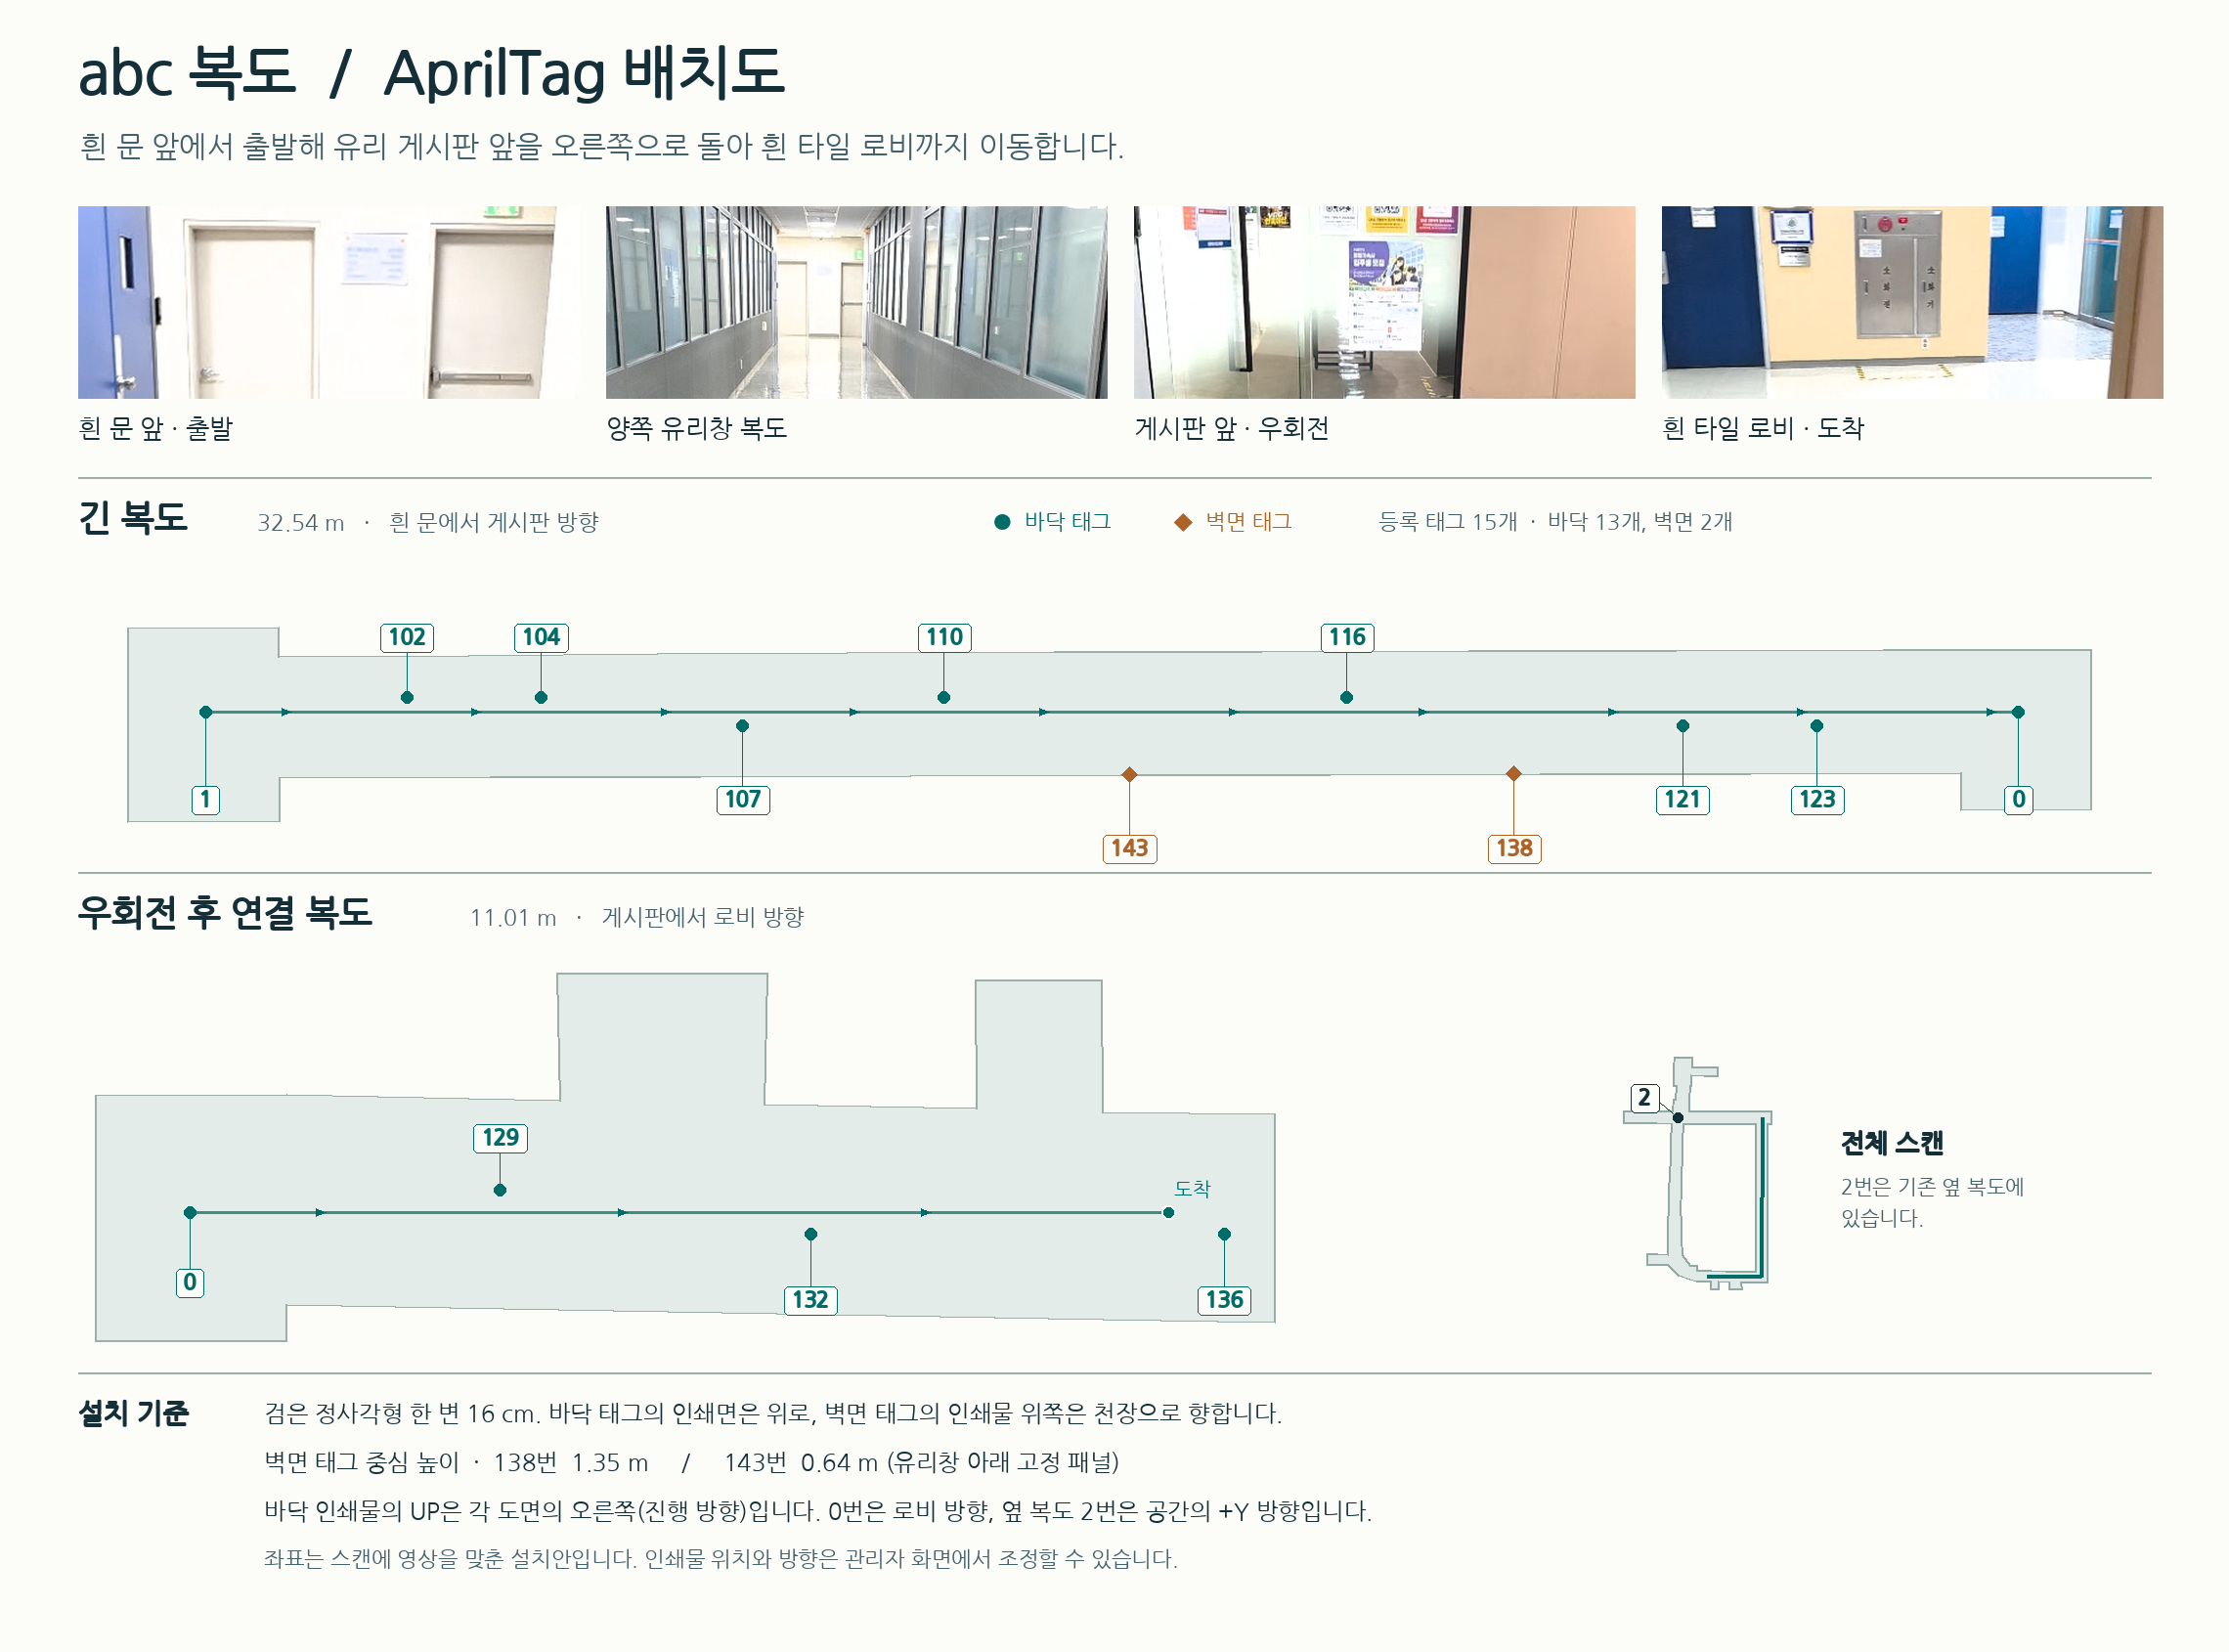 abc 복도 / AprilTag 배치도
흰 문 앞에서 출발해 유리 게시판 앞을 오른쪽으로 돌아 흰 타일 로비까지 이동합니다.
소화전
소화기
흰 문 앞 · 출발
양쪽 유리창 복도
게시판 앞 · 우회전
흰 타일 로비 · 도착
긴 복도
32.54 m · 흰 문에서 게시판 방향
바닥 태그
벽면 태그
등록 태그 15개 · 바닥 13개, 벽면 2개
102
104
110
116
1
107
121
123
0
143
138
우회전 후 연결 복도
11.01 m · 게시판에서 로비 방향
129
도착
0
132
136
2
전체 스캔
2번은 기존 옆 복도에
있습니다.
설치 기준
검은 정사각형 한 변 16 cm. 바닥 태그의 인쇄면은 위로, 벽면 태그의 인쇄물 위쪽은 천장으로 향합니다.
벽면 태그 중심 높이 · 138번 1.35 m / 143번 0.64 m (유리창 아래 고정 패널)
바닥 인쇄물의 UP은 각 도면의 오른쪽(진행 방향)입니다. 0번은 로비 방향, 옆 복도 2번은 공간의 +Y 방향입니다.
좌표는 스캔에 영상을 맞춘 설치안입니다. 인쇄물 위치와 방향은 관리자 화면에서 조정할 수 있습니다.